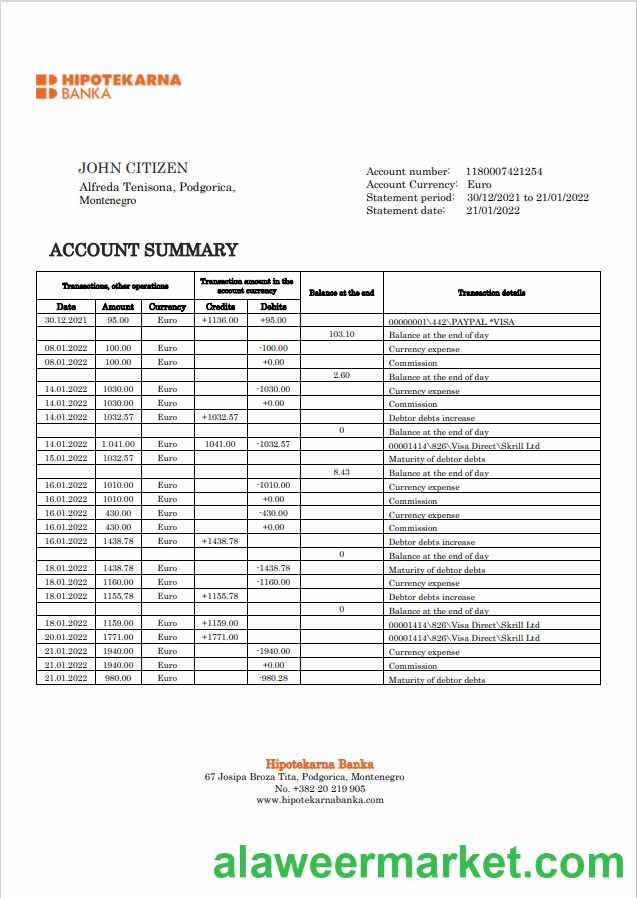 HIPOTEKARNA
BANKA
JOHN CITIZEN
Alfreda Tenisona, Podgorica,
Montenegro
Account number: 1180007421254
Account Currency: Euro
Statement period: 30/12/2021 to 21/01/2022
Statement date: 21/01/2022
ACCOUNT SUMMARY
Transactions, other operations Transaction amount in the account currency Balance at the end Transaction details
Date Amount Currency Credits Debits
30.12.2021 95.00 Euro +1136.00 +95.00 00000001\442\PAYPAL *VISA
103.10 Balance at the end of day
08.01.2022 100.00 Euro -100.00 Currency expense
08.01.2022 100.00 Euro +0.00 Commission
2.60 Balance at the end of day
14.01.2022 1030.00 Euro -1030.00 Currency expense
14.01.2022 1030.00 Euro +0.00 Commission
14.01.2022 1032.57 Euro +1032.57 Debtor debts increase
0 Balance at the end of day
14.01.2022 1.041.00 Euro 1041.00 -1032.57 00001414\826\Visa Direct\Skrill Ltd
15.01.2022 1032.57 Euro Maturity of debtor debts
8.43 Balance at the end of day
16.01.2022 1010.00 Euro -1010.00 Currency expense
16.01.2022 1010.00 Euro +0.00 Commission
16.01.2022 430.00 Euro -430.00 Currency expense
16.01.2022 430.00 Euro +0.00 Commission
16.01.2022 1438.78 Euro +1438.78 Debtor debts increase
0 Balance at the end of day
18.01.2022 1438.78 Euro -1438.78 Maturity of debtor debts
18.01.2022 1160.00 Euro -1160.00 Currency expense
18.01.2022 1155.78 Euro +1155.78 Debtor debts increase
0 Balance at the end of day
18.01.2022 1159.00 Euro +1159.00 00001414\826\Visa Direct\Skrill Ltd
20.01.2022 1771.00 Euro +1771.00 00001414\826\Visa Direct\Skrill Ltd
21.01.2022 1940.00 Euro -1940.00 Currency expense
21.01.2022 1940.00 Euro +0.00 Commission
21.01.2022 980.00 Euro -980.28 Maturity of debtor debts
Hipotekarna Banka
67 Josipa Broza Tita, Podgorica, Montenegro
No. +382 20 219 905
www.hipotekarnabanka.com
alaweermarket.com